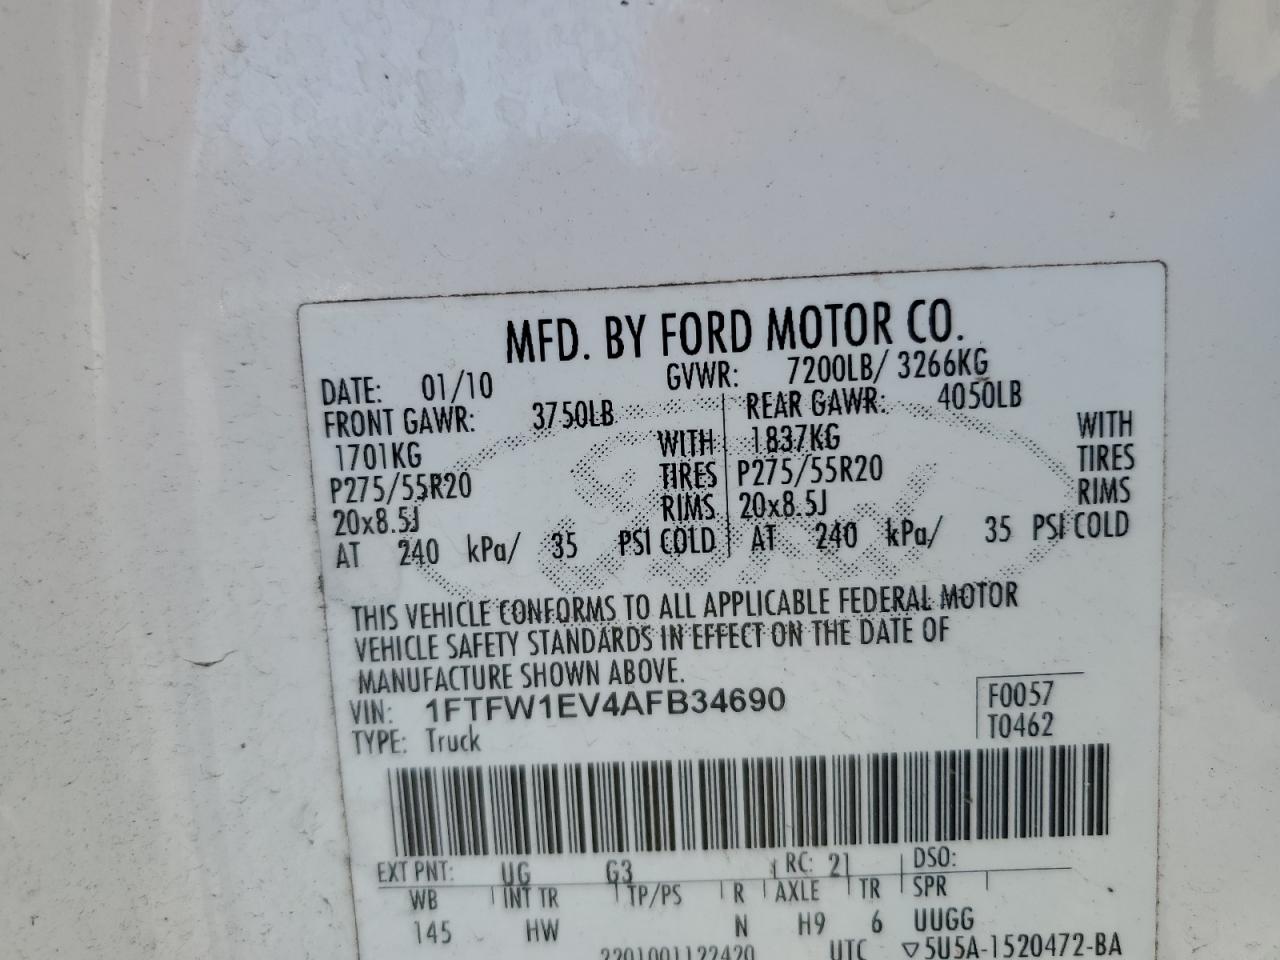 MFD. BY FORD MOTOR CO.
DATE: 01/10 GVWR: 7200LB/ 3266KG
FRONT GAWR: 3750LB REAR GAWR: 4050LB
1701KG WITH 1837KG WITH
P275/55R20 TIRES P275/55R20 TIRES
20x8.5J RIMS 20x8.5J RIMS
AT 240 kPa/ 35 PSI COLD AT 240 kPa/ 35 PSI COLD
THIS VEHICLE CONFORMS TO ALL APPLICABLE FEDERAL MOTOR
VEHICLE SAFETY STANDARDS IN EFFECT ON THE DATE OF
MANUFACTURE SHOWN ABOVE.
VIN: 1FTFW1EV4AFB34690 F0057
TYPE: Truck T0462
EXT PNT: UG G3 RC: 21 DSO:
WB INT TR TP/PS R AXLE TR SPR
145 HW N H9 6 UUGG
2201001122420 UTC ▽5U5A-1520472-BA